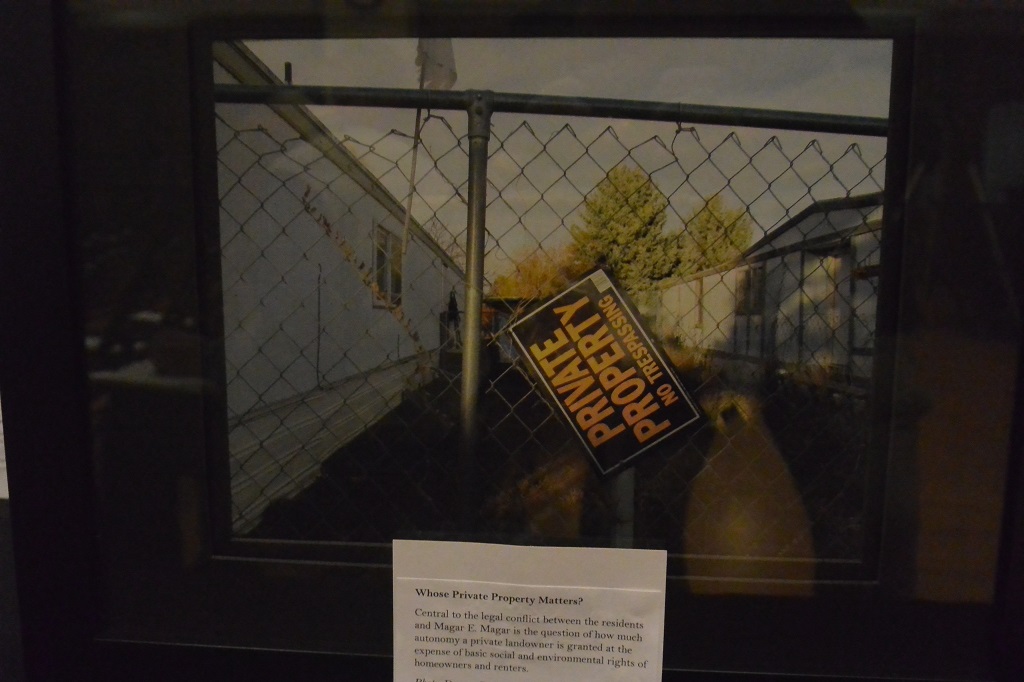 PRIVATE
PROPERTY
NO TRESPASSING
Whose Private Property Matters?
Central to the legal conflict between the residents
and Magar E. Magar is the question of how much
autonomy a private landowner is granted at the
expense of basic social and environmental rights of
homeowners and renters.